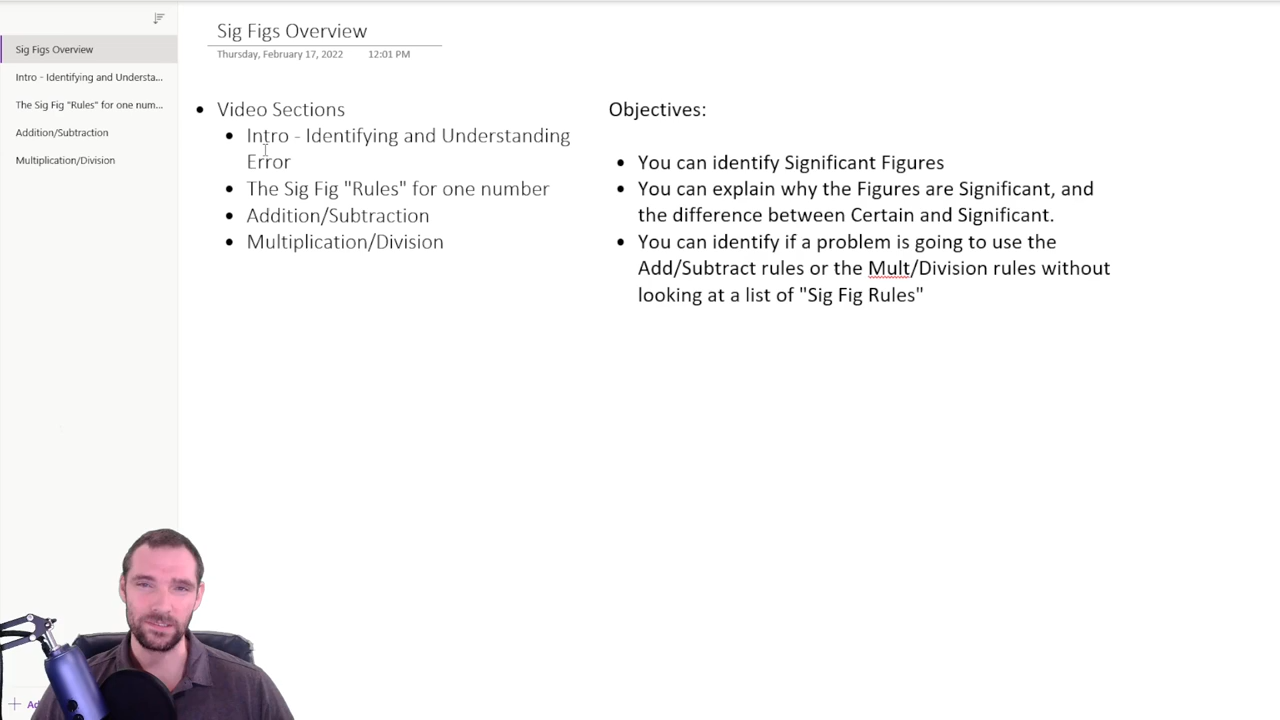 Sig Figs Overview
Intro - Identifying and Understa...
The Sig Fig "Rules" for one num...
Addition/Subtraction
Multiplication/Division
Sig Figs Overview
Thursday, February 17, 2022 12:01 PM
• Video Sections
• Intro - Identifying and Understanding
Error
• The Sig Fig "Rules" for one number
• Addition/Subtraction
• Multiplication/Division
Objectives:
• You can identify Significant Figures
• You can explain why the Figures are Significant, and
the difference between Certain and Significant.
• You can identify if a problem is going to use the
Add/Subtract rules or the Mult/Division rules without
looking at a list of "Sig Fig Rules"